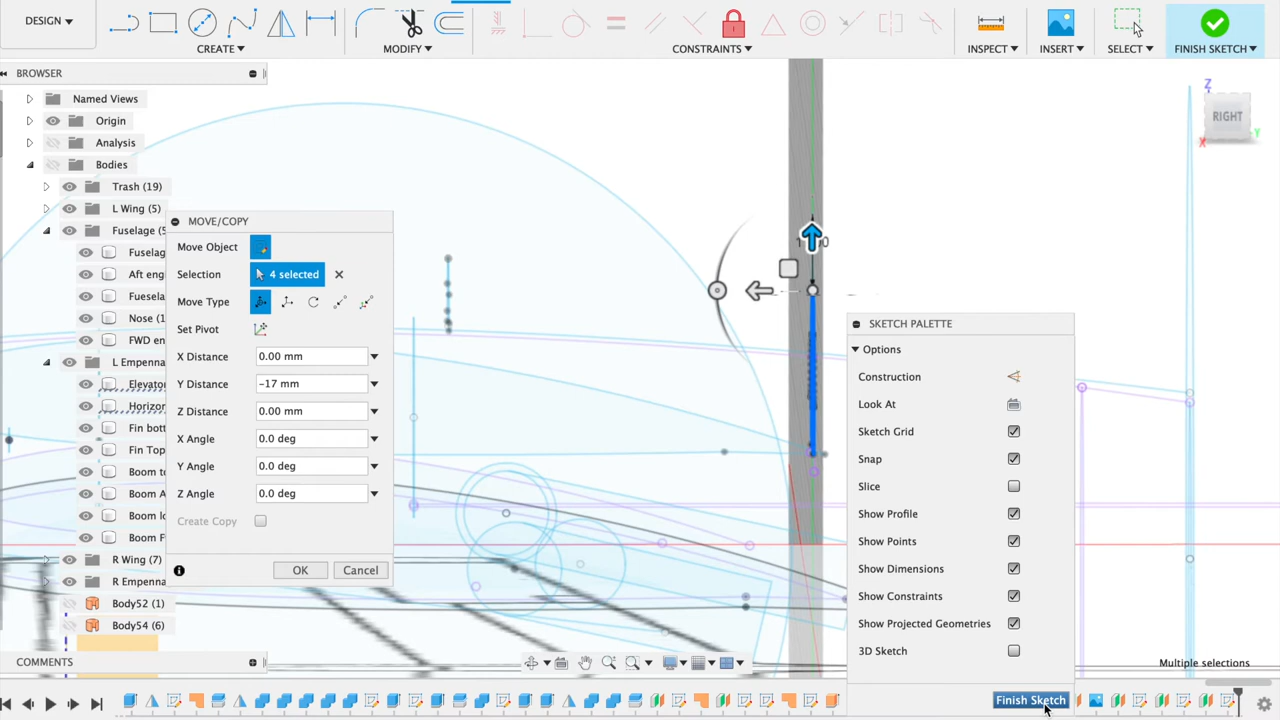 DESIGN ▾
CREATE ▾
MODIFY ▾
CONSTRAINTS ▾
INSPECT ▾
INSERT ▾
SELECT ▾
FINISH SKETCH ▾
BROWSER
Named Views
Origin
Analysis
Bodies
Trash (19)
L Wing (5)
Fuselage (5
Fuselag
Aft eng
Fueselа
Nose (1
FWD en
L Empenna
Elevator
Horizor
Fin bott
Fin Top
Boom to
Boom A
Boom lo
Boom F
R Wing (7)
R Empenna
Body52 (1)
Body54 (6)
COMMENTS
MOVE/COPY
Move Object
Selection
4 selected
Move Type
Set Pivot
X Distance
0.00 mm
Y Distance
-17 mm
Z Distance
0.00 mm
X Angle
0.0 deg
Y Angle
0.0 deg
Z Angle
0.0 deg
Create Copy
OK
Cancel
Z
RIGHT
Y
X
SKETCH PALETTE
Options
Construction
Look At
Sketch Grid
Snap
Slice
Show Profile
Show Points
Show Dimensions
Show Constraints
Show Projected Geometries
3D Sketch
Finish Sketch
Multiple selections